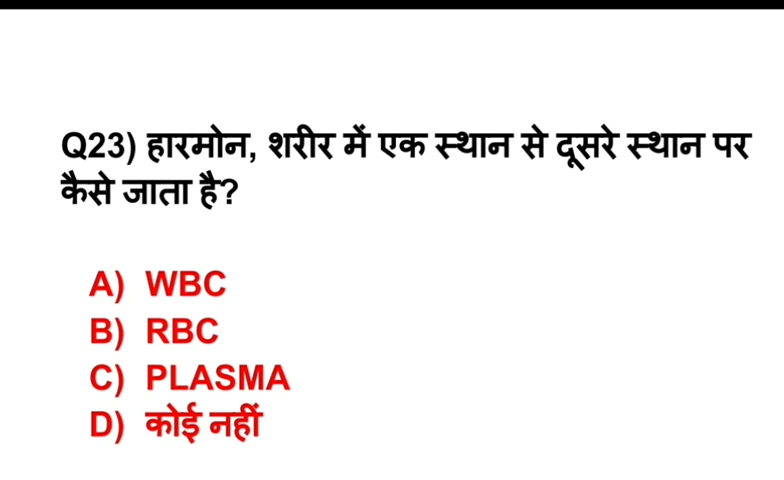 Q23) हारमोन, शरीर में एक स्थान से दूसरे स्थान पर
कैसे जाता है?
A) WBC
B) RBC
C) PLASMA
D) कोई नहीं